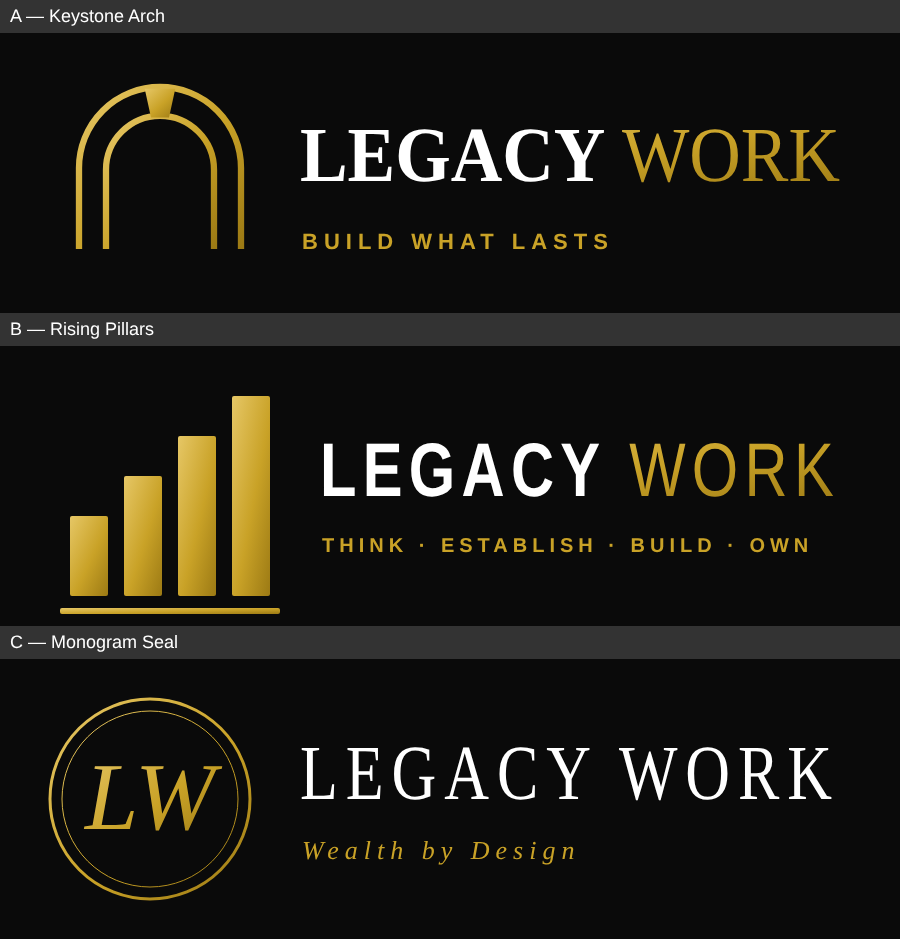 A — Keystone Arch
LEGACY WORK
BUILD WHAT LASTS
B — Rising Pillars
LEGACY WORK
THINK · ESTABLISH · BUILD · OWN
C — Monogram Seal
LW
LEGACY WORK
Wealth by Design